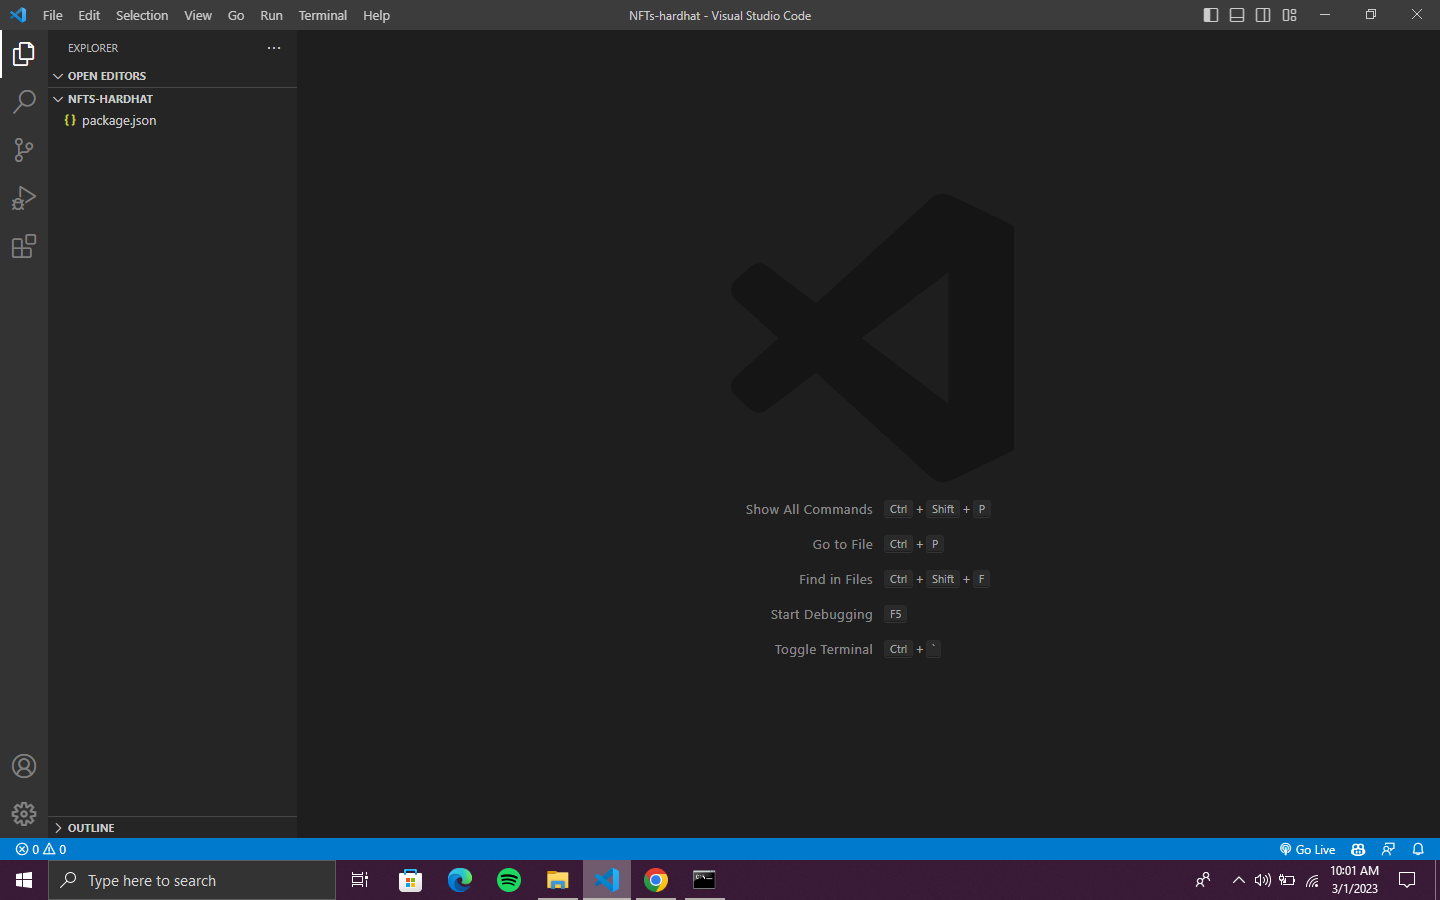 File Edit Selection View Go Run Terminal Help NFTs-hardhat - Visual Studio Code
EXPLORER
OPEN EDITORS
NFTS-HARDHAT
{} package.json
Show All Commands Ctrl + Shift + P
Go to File Ctrl + P
Find in Files Ctrl + Shift + F
Start Debugging F5
Toggle Terminal Ctrl + `
OUTLINE
0 0 Go Live
Type here to search
10:01 AM
3/1/2023